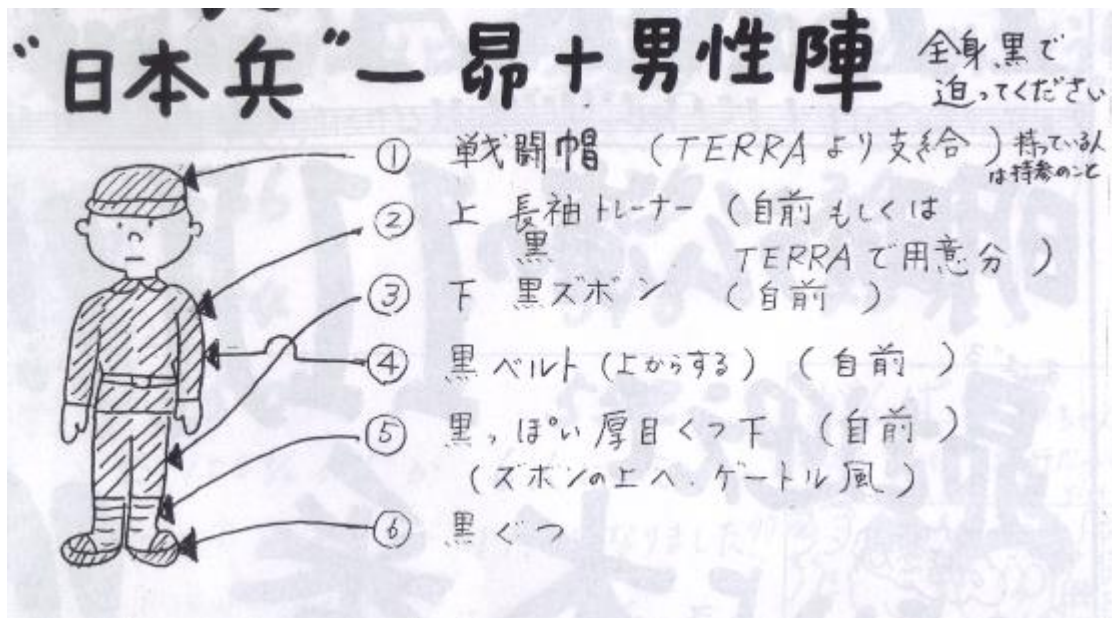 "日本兵"－昴＋男性陣
全身黒で
迫ってください
① 戦闘帽 (TERRAより支給) 持っている人
は持参のこと
② 上 長袖トレーナー (自前もしくは
黒 TERRAで用意分)
③ 下 黒ズボン (自前)
④ 黒ベルト(上からする) (自前)
⑤ 黒っぽい厚目くつ下 (自前)
(ズボンの上へ.ゲートル風)
⑥ 黒ぐつ